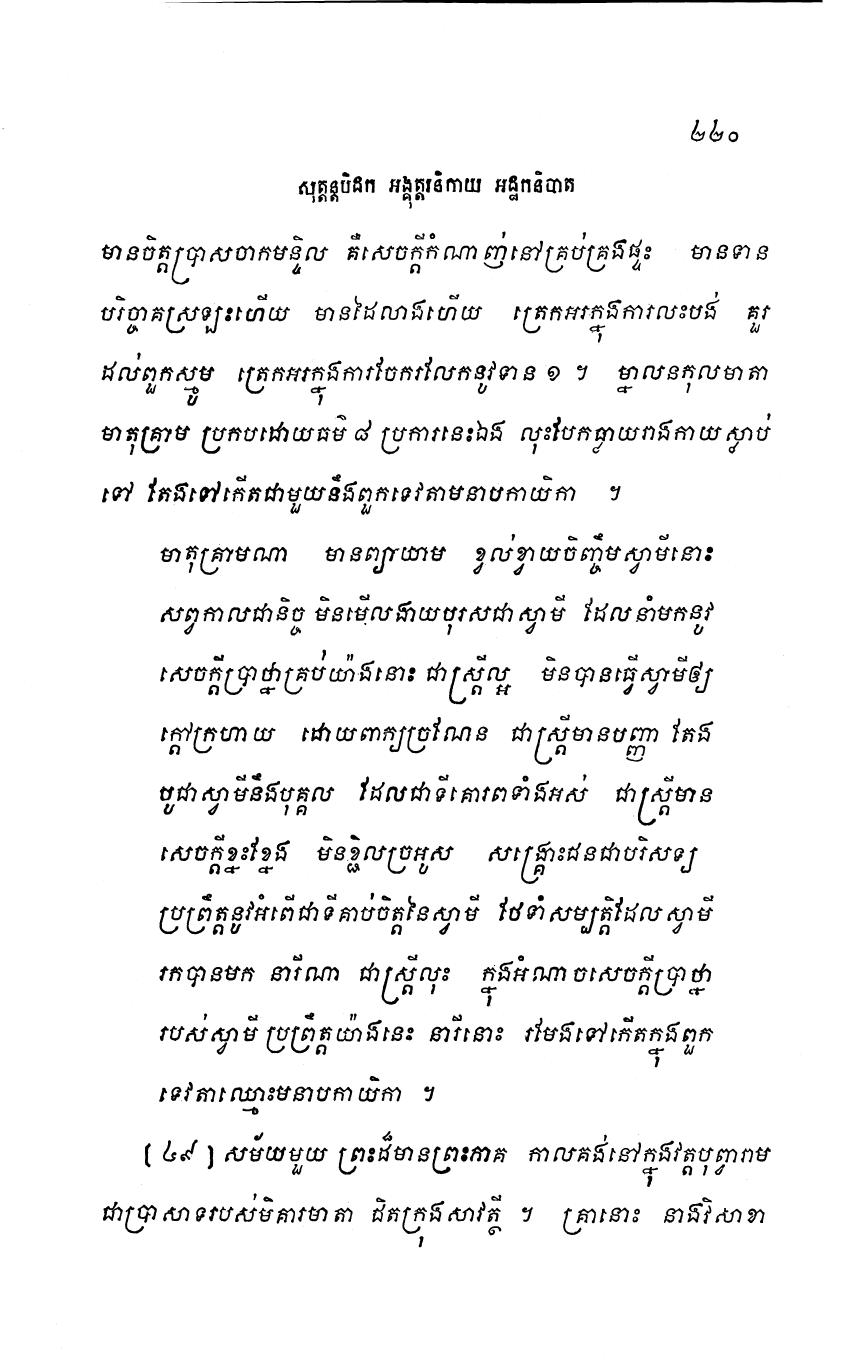 ២២០
សុត្តន្តបិដក អង្គុត្តរនិកាយ អដ្ឋកនិបាត
មានចិត្តប្រាសចាកមន្ទិល គឺសេចក្តីកំណាញ់នៅគ្រប់គ្រងផ្ទះ មានទាន
បរិច្ចាគស្រឡះហើយ មានដៃលាងហើយ ត្រេកអរក្នុងការលះបង់ គួរ
ដល់ពួកស្មូម ត្រេកអរក្នុងការចែករលែកនូវទាន ១ ។ ម្នាលនកុលមាតា
មាតុគ្រាម ប្រកបដោយធម៌ ៨ ប្រការនេះឯង លុះបែកធ្លាយរាងកាយស្លាប់
ទៅ តែងទៅកើតជាមួយនឹងពួកទេវតាមនាបកាយិកា ។
មាតុគ្រាមណា មានព្យាយាម ខ្វល់ខ្វាយចិញ្ចឹមស្វាមីនោះ
សព្វកាលជានិច្ច មិនមើលងាយបុរសជាស្វាមី ដែលនាំមកនូវ
សេចក្តីប្រាថ្នាគ្រប់យ៉ាងនោះ ជាស្រ្តីល្អ មិនបានធ្វើស្វាមីឲ្យ
ក្តៅក្រហាយ ដោយពាក្យច្រណែន ជាស្រ្តីមានបញ្ញា តែង
បូជាស្វាមីនឹងបុគ្គល ដែលជាទីគោរពទាំងអស់ ជាស្រ្តីមាន
សេចក្តីខ្នះខ្នែង មិនខ្ជិលច្រអូស សង្គ្រោះជនជាបរិសទ្យ
ប្រព្រឹត្តនូវអំពើជាទីគាប់ចិត្តនៃស្វាមី ថែទាំសម្បត្តិដែលស្វាមី
រកបានមក នារីណា ជាស្រ្តីលុះ ក្នុងអំណាចសេចក្តីប្រាថ្នា
របស់ស្វាមី ប្រព្រឹត្តយ៉ាងនេះ នារីនោះ រមែងទៅកើតក្នុងពួក
ទេវតាឈ្មោះមនាបកាយិកា ។
[ ៤៩ ] សម័យមួយ ព្រះដ៏មានព្រះភាគ កាលគង់នៅក្នុងវត្តបុព្វារាម
ជាប្រាសាទរបស់មិគារមាតា ជិតក្រុងសាវត្ថី ។ គ្រានោះ នាងវិសាខា